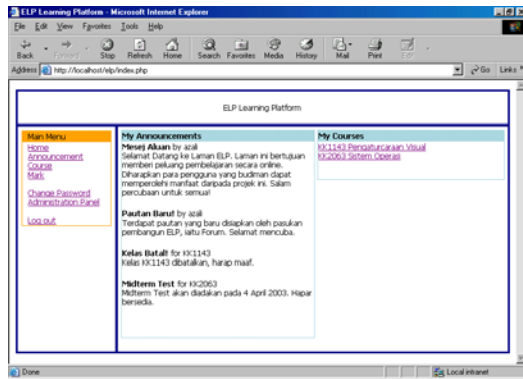 ELP Learning Platform - Microsoft Internet Explorer
File Edit View Favorites Tools Help
Back Forward Stop Refresh Home Search Favorites Media History Mail Print Edit
Address http://localhost/elp/index.php Go Links
ELP Learning Platform
Main Menu
Home
Announcement
Course
Mark
Change Password
Administration Panel
Log out
My Announcements
Mesej Aluan by azali
Selamat Datang ke Laman ELP. Laman ini bertujuan
memberi peluang pembelajaran secara online.
Diharapkan para pengguna yang budiman dapat
memperolehi manfaat daripada projek ini. Salam
percubaan untuk semua!
Pautan Baru! by azali
Terdapat pautan yang baru disiapkan oleh pasukan
pembangun ELP, iaitu Forum. Selamat mencuba.
Kelas Batal! for KK1143
Kelas KK1143 dibatalkan, harap maaf.
Midterm Test for KK2063
Midterm Test akan diadakan pada 4 April 2003. Hapar
bersedia.
My Courses
KK1143 Pengaturcaraan Visual
KK2063 Sistem Operasi
Done
Local intranet